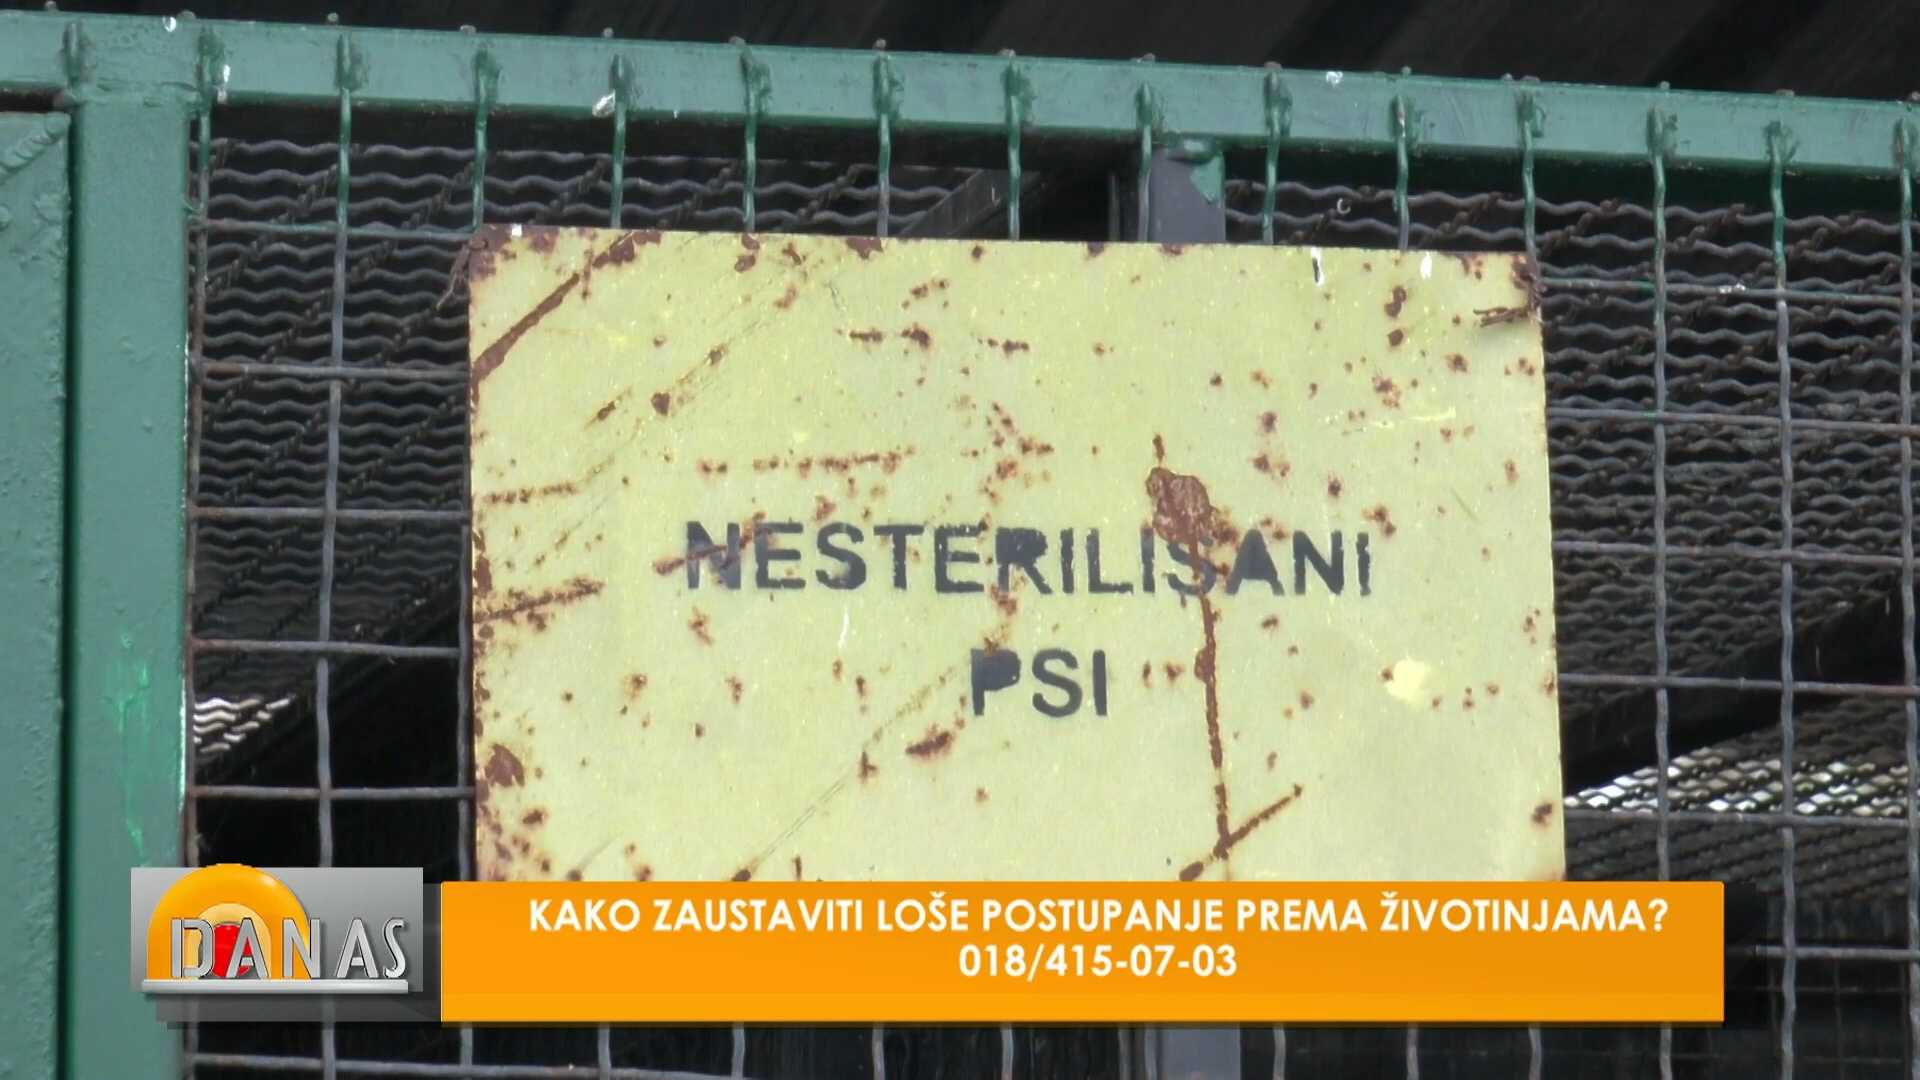 NESTERILISANI
PSI
DANAS
KAKO ZAUSTAVITI LOŠE POSTUPANJE PREMA ŽIVOTINJAMA?
018/415-07-03